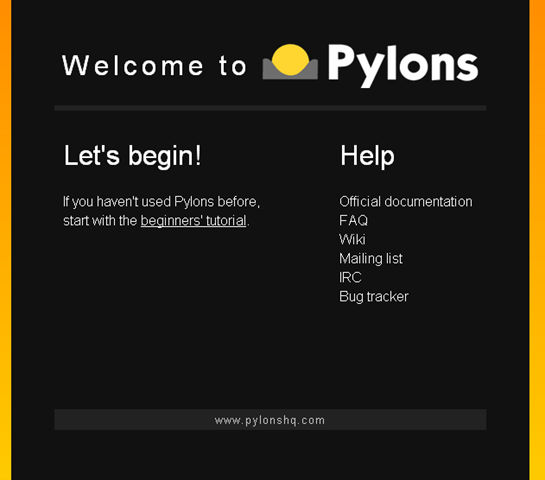 Welcome to Pylons
Let's begin!
If you haven't used Pylons before,
start with the beginners' tutorial.
Help
Official documentation
FAQ
Wiki
Mailing list
IRC
Bug tracker
www.pylonshq.com